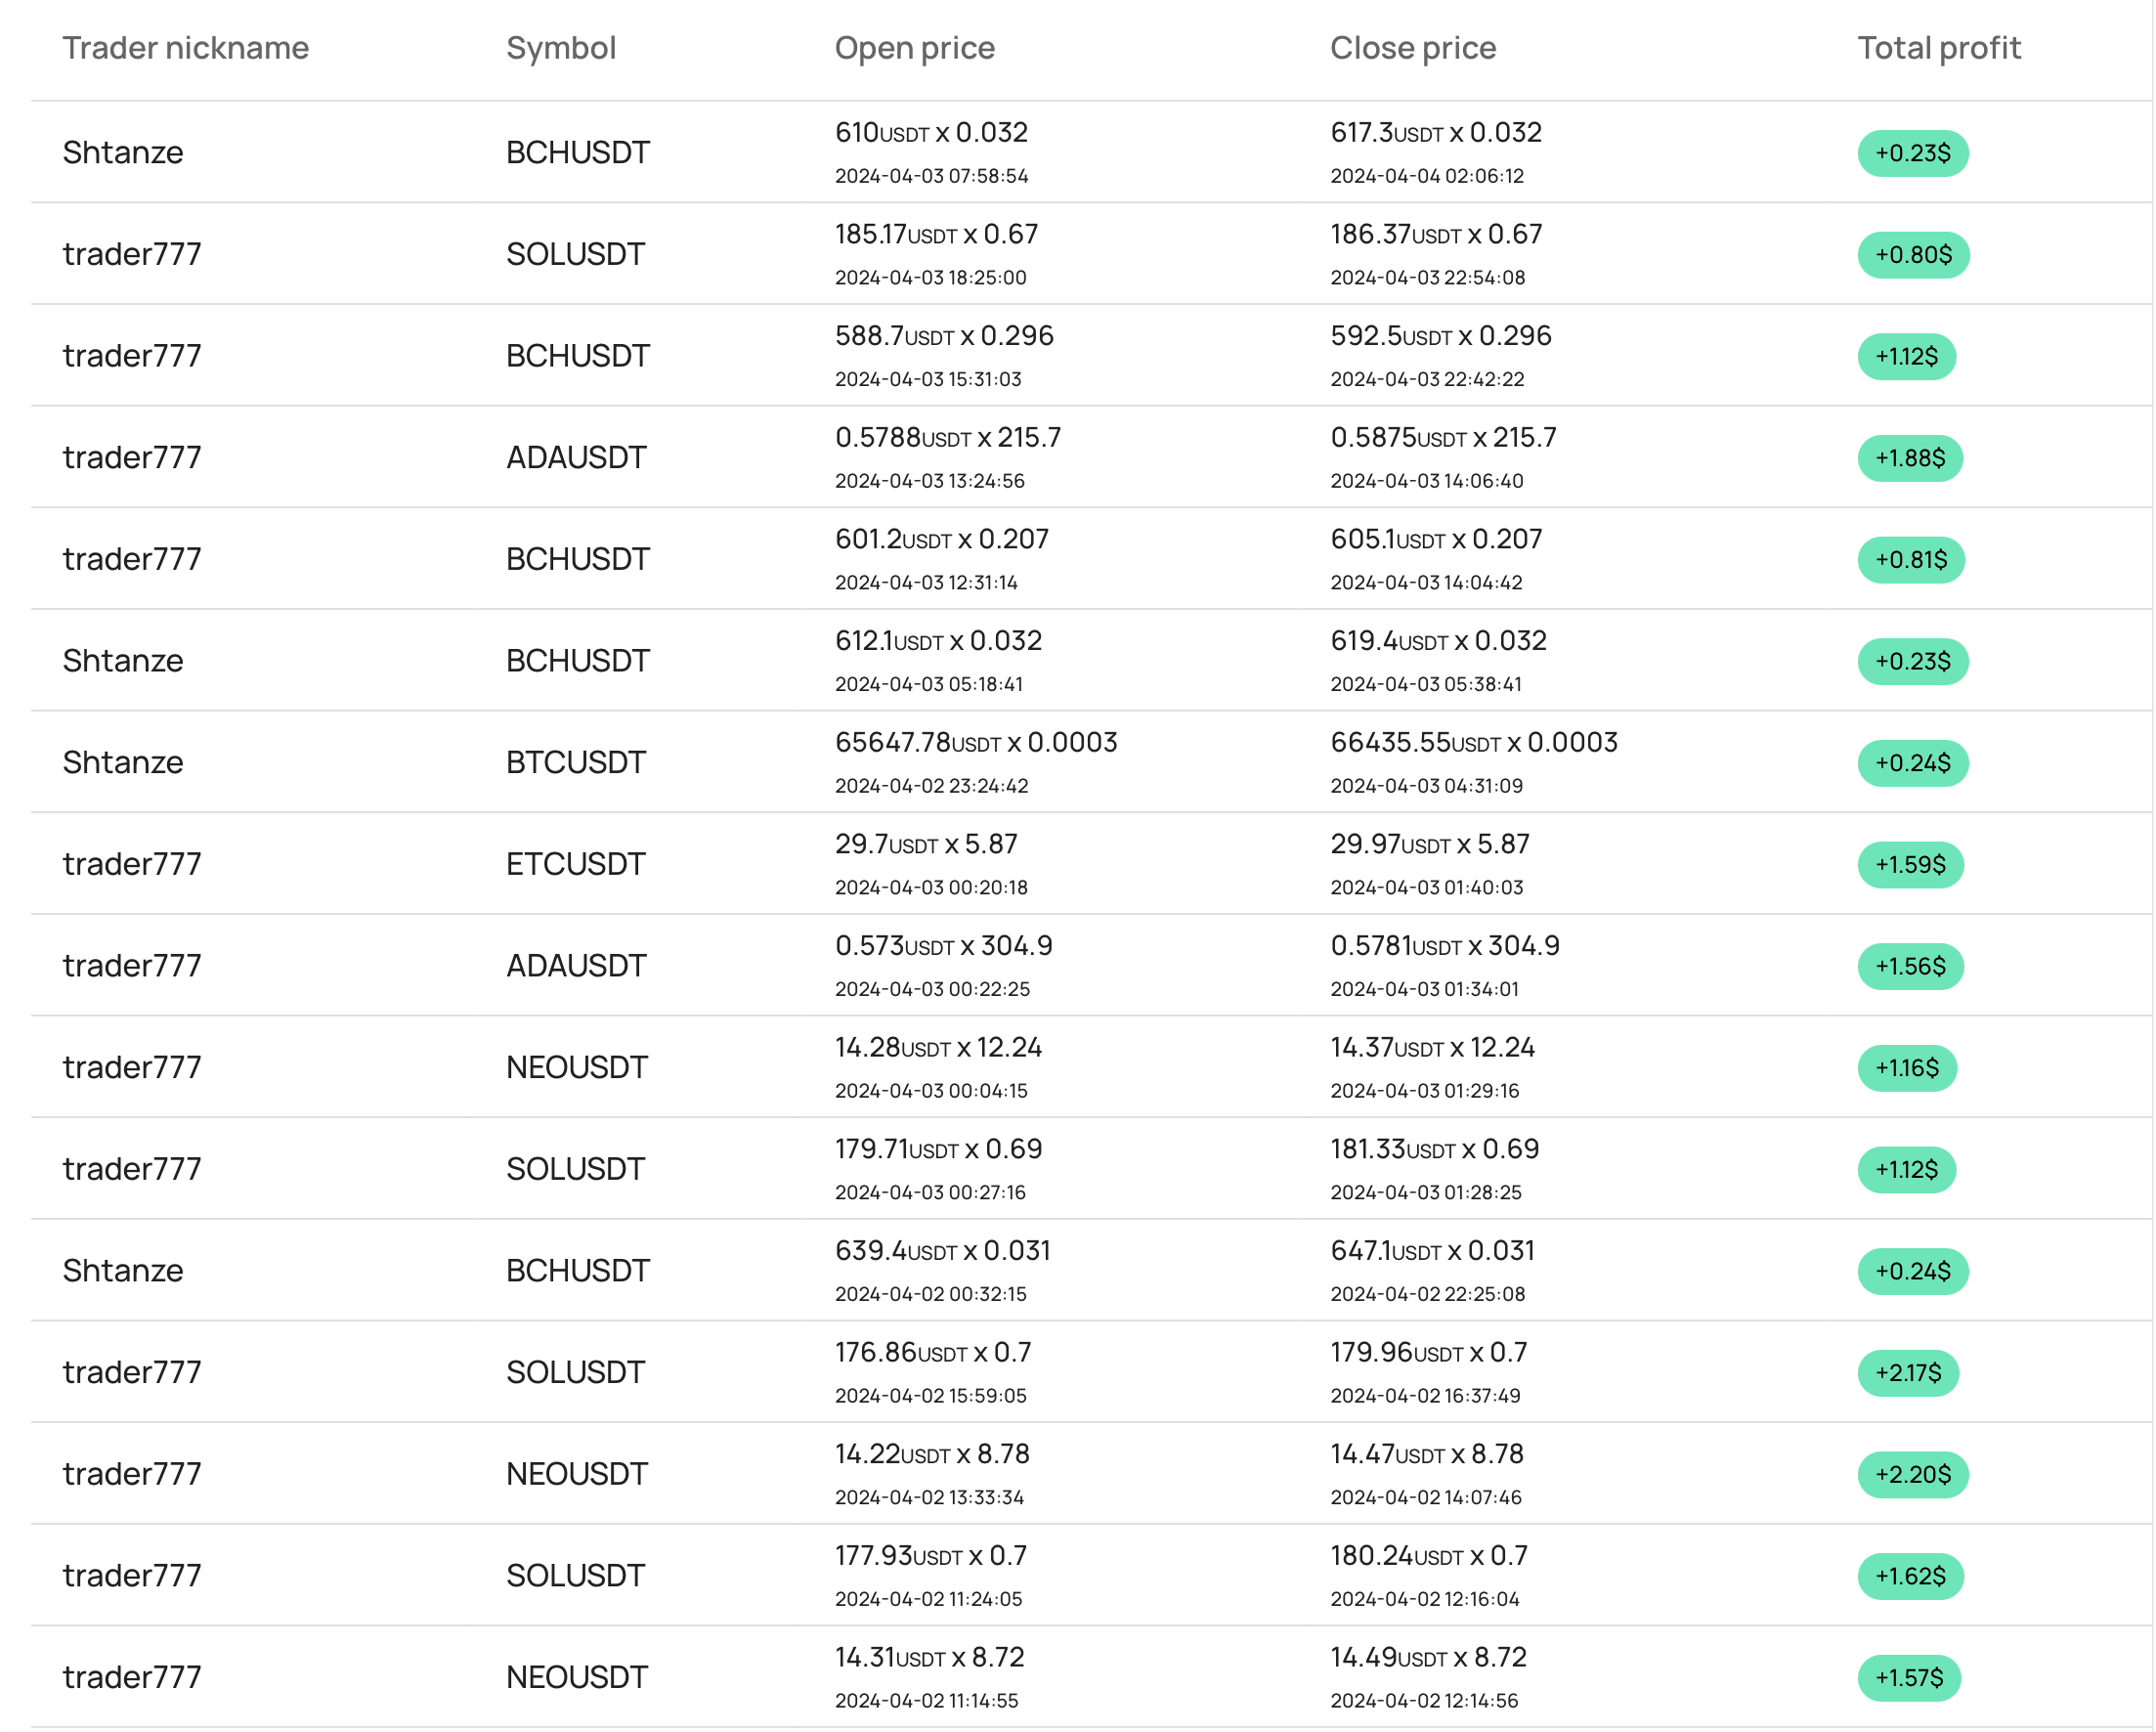 Trader nickname Symbol Open price Close price Total profit
610USDT x 0.032 617.3USDT x 0.032
Shtanze BCHUSDT +0.23$
2024-04-03 07:58:54 2024-04-04 02:06:12
185.17USDT x 0.67 186.37USDT x 0.67
trader777 SOLUSDT +0.80$
2024-04-03 18:25:00 2024-04-03 22:54:08
588.7USDT x 0.296 592.5USDT x 0.296
trader777 BCHUSDT +1.12$
2024-04-03 15:31:03 2024-04-03 22:42:22
0.5788USDT x 215.7 0.5875USDT x 215.7
trader777 ADAUSDT +1.88$
2024-04-03 13:24:56 2024-04-03 14:06:40
601.2USDT x 0.207 605.1USDT x 0.207
trader777 BCHUSDT +0.81$
2024-04-03 12:31:14 2024-04-03 14:04:42
612.1USDT x 0.032 619.4USDT x 0.032
Shtanze BCHUSDT +0.23$
2024-04-03 05:18:41 2024-04-03 05:38:41
65647.78USDT x 0.0003 66435.55USDT x 0.0003
Shtanze BTCUSDT +0.24$
2024-04-02 23:24:42 2024-04-03 04:31:09
29.7USDT x 5.87 29.97USDT x 5.87
trader777 ETCUSDT +1.59$
2024-04-03 00:20:18 2024-04-03 01:40:03
0.573USDT x 304.9 0.5781USDT x 304.9
trader777 ADAUSDT +1.56$
2024-04-03 00:22:25 2024-04-03 01:34:01
14.28USDT x 12.24 14.37USDT x 12.24
trader777 NEOUSDT +1.16$
2024-04-03 00:04:15 2024-04-03 01:29:16
179.71USDT x 0.69 181.33USDT x 0.69
trader777 SOLUSDT +1.12$
2024-04-03 00:27:16 2024-04-03 01:28:25
639.4USDT x 0.031 647.1USDT x 0.031
Shtanze BCHUSDT +0.24$
2024-04-02 00:32:15 2024-04-02 22:25:08
176.86USDT x 0.7 179.96USDT x 0.7
trader777 SOLUSDT +2.17$
2024-04-02 15:59:05 2024-04-02 16:37:49
14.22USDT x 8.78 14.47USDT x 8.78
trader777 NEOUSDT +2.20$
2024-04-02 13:33:34 2024-04-02 14:07:46
177.93USDT x 0.7 180.24USDT x 0.7
trader777 SOLUSDT +1.62$
2024-04-02 11:24:05 2024-04-02 12:16:04
14.31USDT x 8.72 14.49USDT x 8.72
trader777 NEOUSDT +1.57$
2024-04-02 11:14:55 2024-04-02 12:14:56